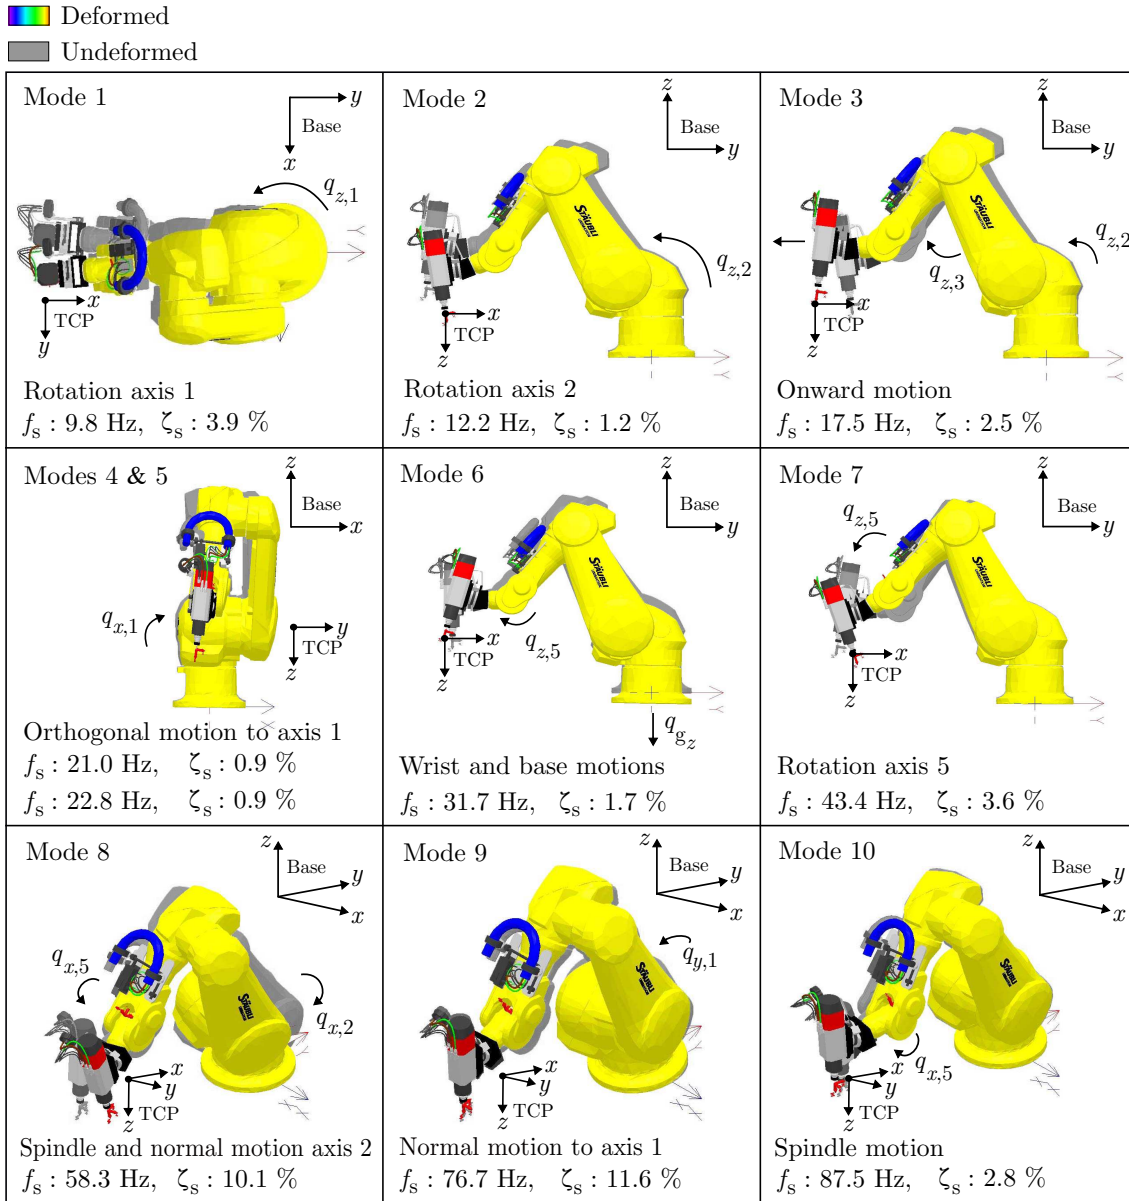 Deformed
Undeformed
Mode 1
y
Base
x
q_{z,1}
Y
x
TCP
y
Rotation axis 1
f_s : 9.8 Hz, ζ_s : 3.9 %
Mode 2
z
Base
y
STÄUBLI
q_{z,2}
x
TCP
z
Y
Rotation axis 2
f_s : 12.2 Hz, ζ_s : 1.2 %
Mode 3
z
Base
y
STÄUBLI
q_{z,2}
q_{z,3}
x
TCP
z
Y
Onward motion
f_s : 17.5 Hz, ζ_s : 2.5 %
Modes 4 & 5
z
Base
x
q_{x,1}
y
TCP
z
X
Orthogonal motion to axis 1
f_s : 21.0 Hz, ζ_s : 0.9 %
f_s : 22.8 Hz, ζ_s : 0.9 %
Mode 6
z
Base
y
STÄUBLI
q_{z,5}
x
TCP
z
Y
q_{g_z}
Wrist and base motions
f_s : 31.7 Hz, ζ_s : 1.7 %
Mode 7
z
Base
y
q_{z,5}
STÄUBLI
x
TCP
z
Y
Rotation axis 5
f_s : 43.4 Hz, ζ_s : 3.6 %
Mode 8
z
Base
y
x
q_{x,5}
STÄUBLI
q_{x,2}
x
y
TCP
z
Spindle and normal motion axis 2
f_s : 58.3 Hz, ζ_s : 10.1 %
Mode 9
z
Base
y
x
q_{y,1}
STÄUBLI
x
y
TCP
z
Normal motion to axis 1
f_s : 76.7 Hz, ζ_s : 11.6 %
Mode 10
z
Base
y
x
STÄUBLI
q_{x,5}
x
y
TCP
z
Spindle motion
f_s : 87.5 Hz, ζ_s : 2.8 %